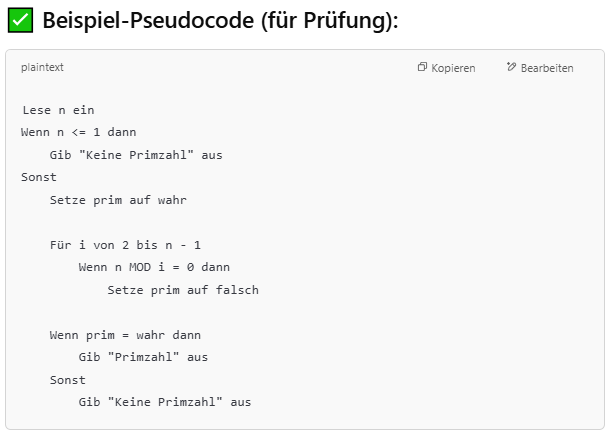 ✅ Beispiel-Pseudocode (für Prüfung):
plaintext Kopieren Bearbeiten
Lese n ein
Wenn n <= 1 dann
    Gib "Keine Primzahl" aus
Sonst
    Setze prim auf wahr
    Für i von 2 bis n - 1
        Wenn n MOD i = 0 dann
            Setze prim auf falsch
    Wenn prim = wahr dann
        Gib "Primzahl" aus
    Sonst
        Gib "Keine Primzahl" aus